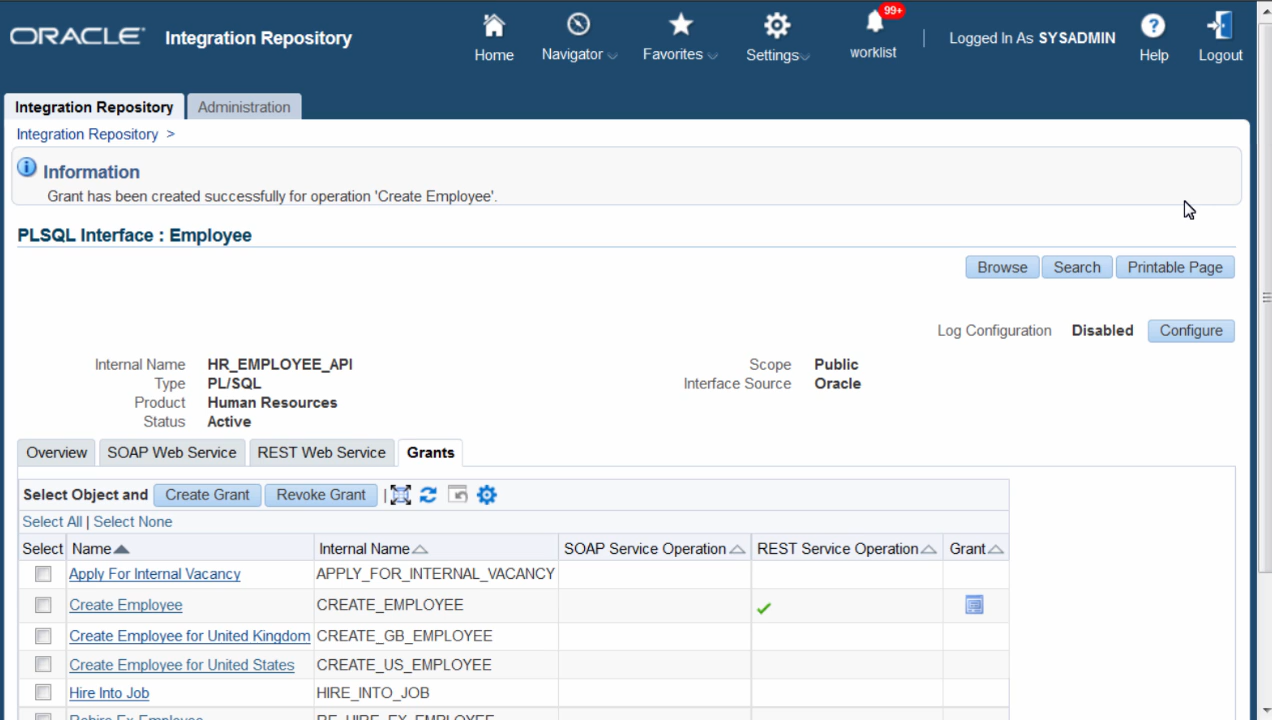 ORACLE Integration Repository
Home
Navigator
Favorites
Settings
99+
worklist
Logged In As SYSADMIN
Help
Logout
Integration Repository
Administration
Integration Repository >
Information
Grant has been created successfully for operation 'Create Employee'.
PLSQL Interface : Employee
Browse
Search
Printable Page
Log Configuration Disabled
Configure
Internal Name HR_EMPLOYEE_API
Type PL/SQL
Product Human Resources
Status Active
Scope Public
Interface Source Oracle
Overview
SOAP Web Service
REST Web Service
Grants
Select Object and
Create Grant
Revoke Grant
Select All | Select None
Select Name Internal Name SOAP Service Operation REST Service Operation Grant
Apply For Internal Vacancy APPLY_FOR_INTERNAL_VACANCY
Create Employee CREATE_EMPLOYEE
Create Employee for United Kingdom CREATE_GB_EMPLOYEE
Create Employee for United States CREATE_US_EMPLOYEE
Hire Into Job HIRE_INTO_JOB
Rehire Ex-Employee RE_HIRE_EX_EMPLOYEE